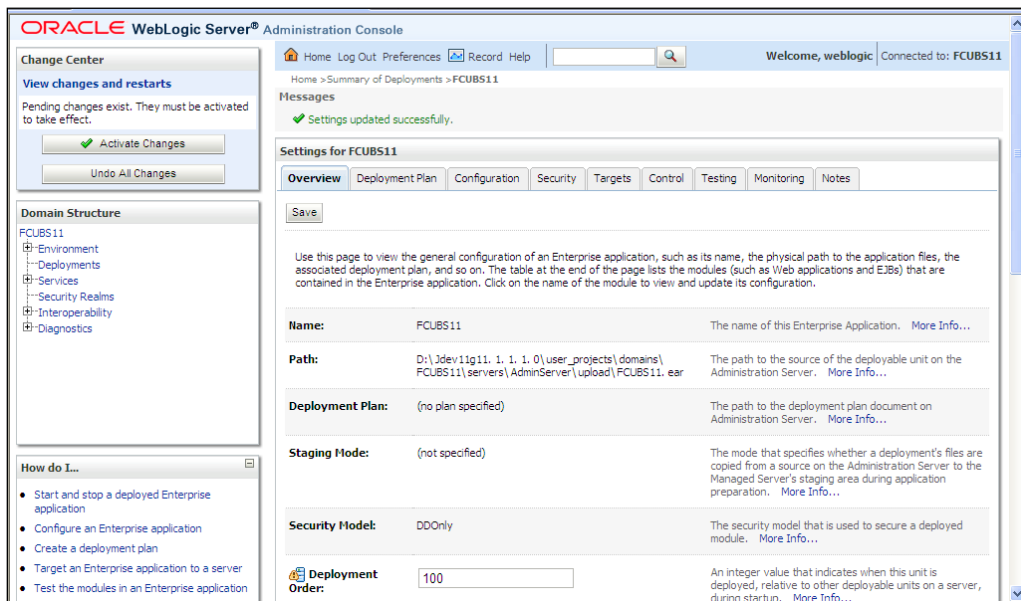 ORACLE WebLogic Server® Administration Console
Change Center
View changes and restarts
Pending changes exist. They must be activated
to take effect.
Activate Changes
Undo All Changes
Domain Structure
FCUBS11
Environment
Deployments
Services
Security Realms
Interoperability
Diagnostics
How do I...
Start and stop a deployed Enterprise
application
Configure an Enterprise application
Create a deployment plan
Target an Enterprise application to a server
Test the modules in an Enterprise application
Home Log Out Preferences Record Help
Welcome, weblogic Connected to: FCUBS11
Home >Summary of Deployments >FCUBS11
Messages
Settings updated successfully.
Settings for FCUBS11
Overview Deployment Plan Configuration Security Targets Control Testing Monitoring Notes
Save
Use this page to view the general configuration of an Enterprise application, such as its name, the physical path to the application files, the
associated deployment plan, and so on. The table at the end of the page lists the modules (such as Web applications and EJBs) that are
contained in the Enterprise application. Click on the name of the module to view and update its configuration.
Name: FCUBS11 The name of this Enterprise Application. More Info...
Path: D:\Jdev11g11. 1. 1. 1. 0\user_projects\domains\ The path to the source of the deployable unit on the
FCUBS11\servers\AdminServer\upload\FCUBS11. ear Administration Server. More Info...
Deployment Plan: (no plan specified) The path to the deployment plan document on
Administration Server. More Info...
Staging Mode: (not specified) The mode that specifies whether a deployment's files are
copied from a source on the Administration Server to the
Managed Server's staging area during application
preparation. More Info...
Security Model: DDOnly The security model that is used to secure a deployed
module. More Info...
Deployment 100 An integer value that indicates when this unit is
Order: deployed, relative to other deployable units on a server,
during startup. More Info...